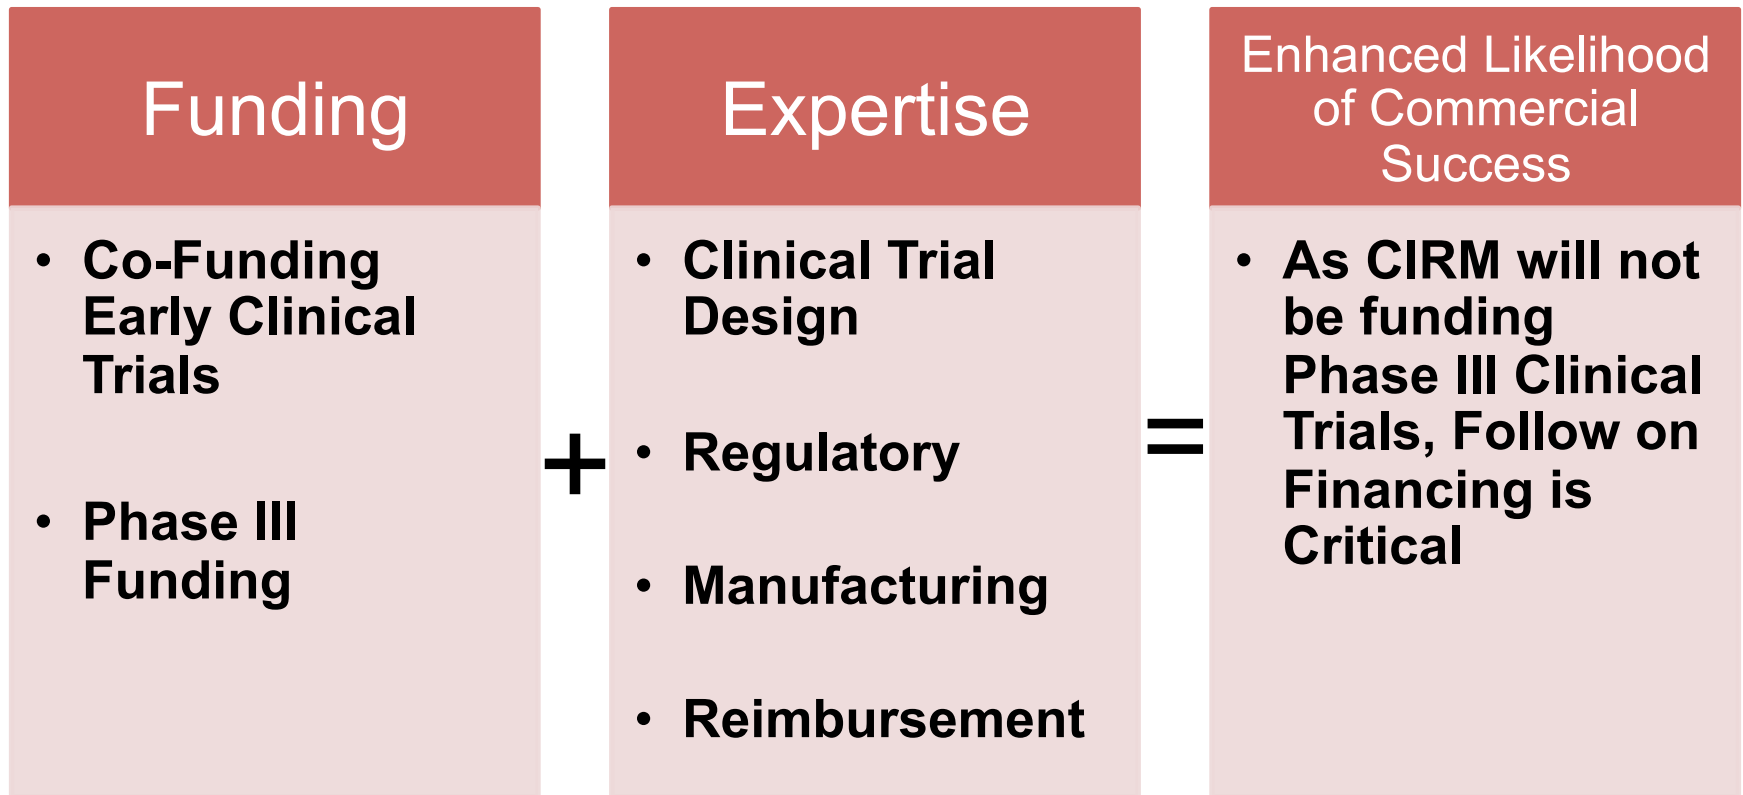 Funding
• Co-Funding
Early Clinical
Trials
• Phase III
Funding
+
Expertise
• Clinical Trial
Design
• Regulatory
• Manufacturing
• Reimbursement
=
Enhanced Likelihood
of Commercial
Success
• As CIRM will not
be funding
Phase III Clinical
Trials, Follow on
Financing is
Critical